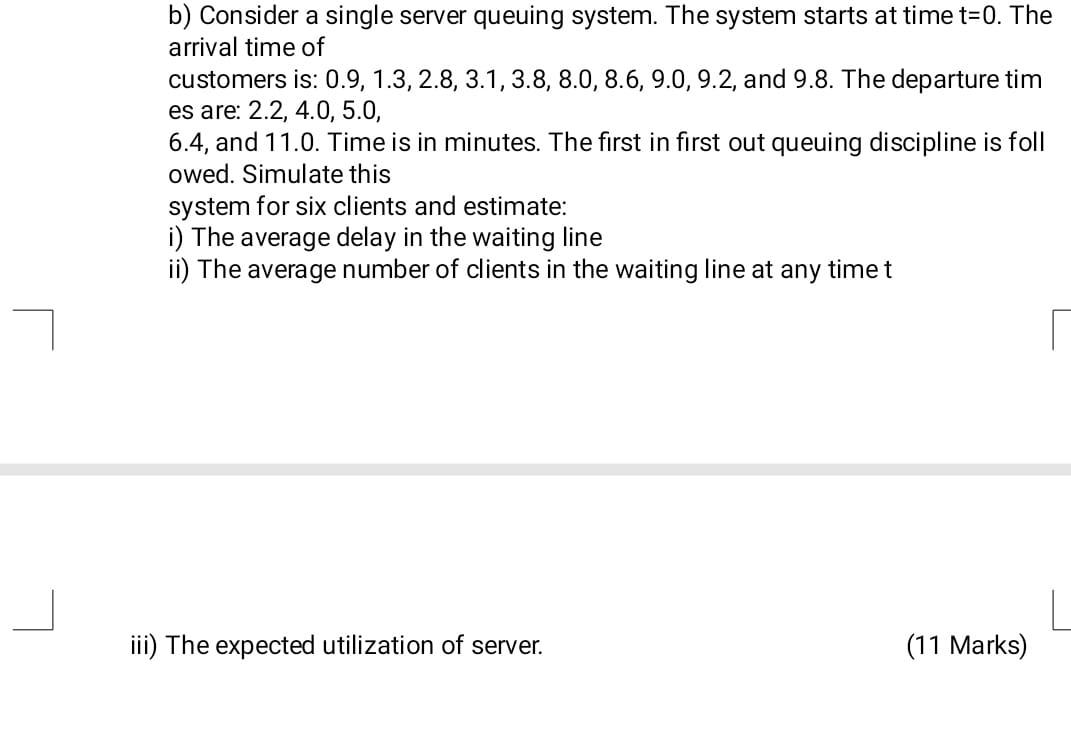 b) Consider a single server queuing system. The system starts at time t=0. The
arrival time of
customers is: 0.9, 1.3, 2.8, 3.1, 3.8, 8.0, 8.6, 9.0, 9.2, and 9.8. The departure tim
es are: 2.2, 4.0, 5.0,
6.4, and 11.0. Time is in minutes. The first in first out queuing discipline is foll
owed. Simulate this
system for six clients and estimate:
i) The average delay in the waiting line
ii) The average number of clients in the waiting line at any time t
iii) The expected utilization of server. (11 Marks)